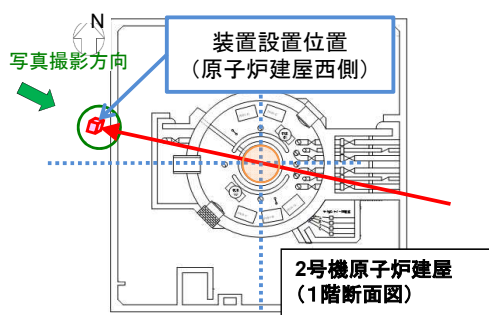 N
装置設置位置
（原子炉建屋西側）
写真撮影方向
2号機原子炉建屋
（1階断面図）